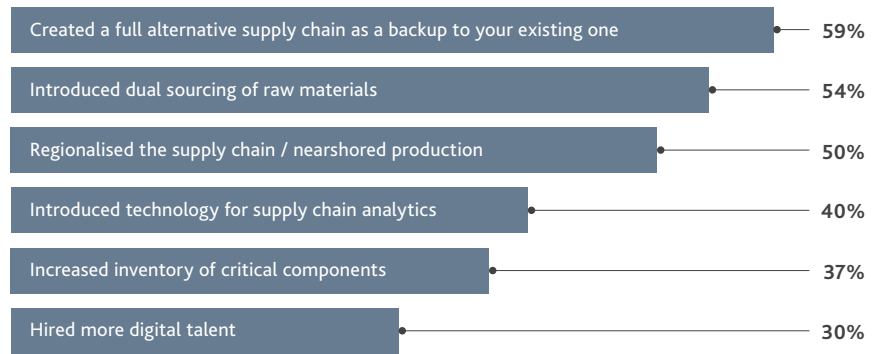 Created a full alternative supply chain as a backup to your existing one 59%
Introduced dual sourcing of raw materials 54%
Regionalised the supply chain / nearshored production 50%
Introduced technology for supply chain analytics 40%
Increased inventory of critical components 37%
Hired more digital talent 30%